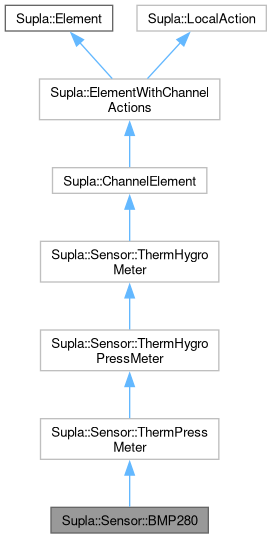 Supla::Element
Supla::LocalAction
Supla::ElementWithChannel
Actions
Supla::ChannelElement
Supla::Sensor::ThermHygro
Meter
Supla::Sensor::ThermHygro
PressMeter
Supla::Sensor::ThermPress
Meter
Supla::Sensor::BMP280